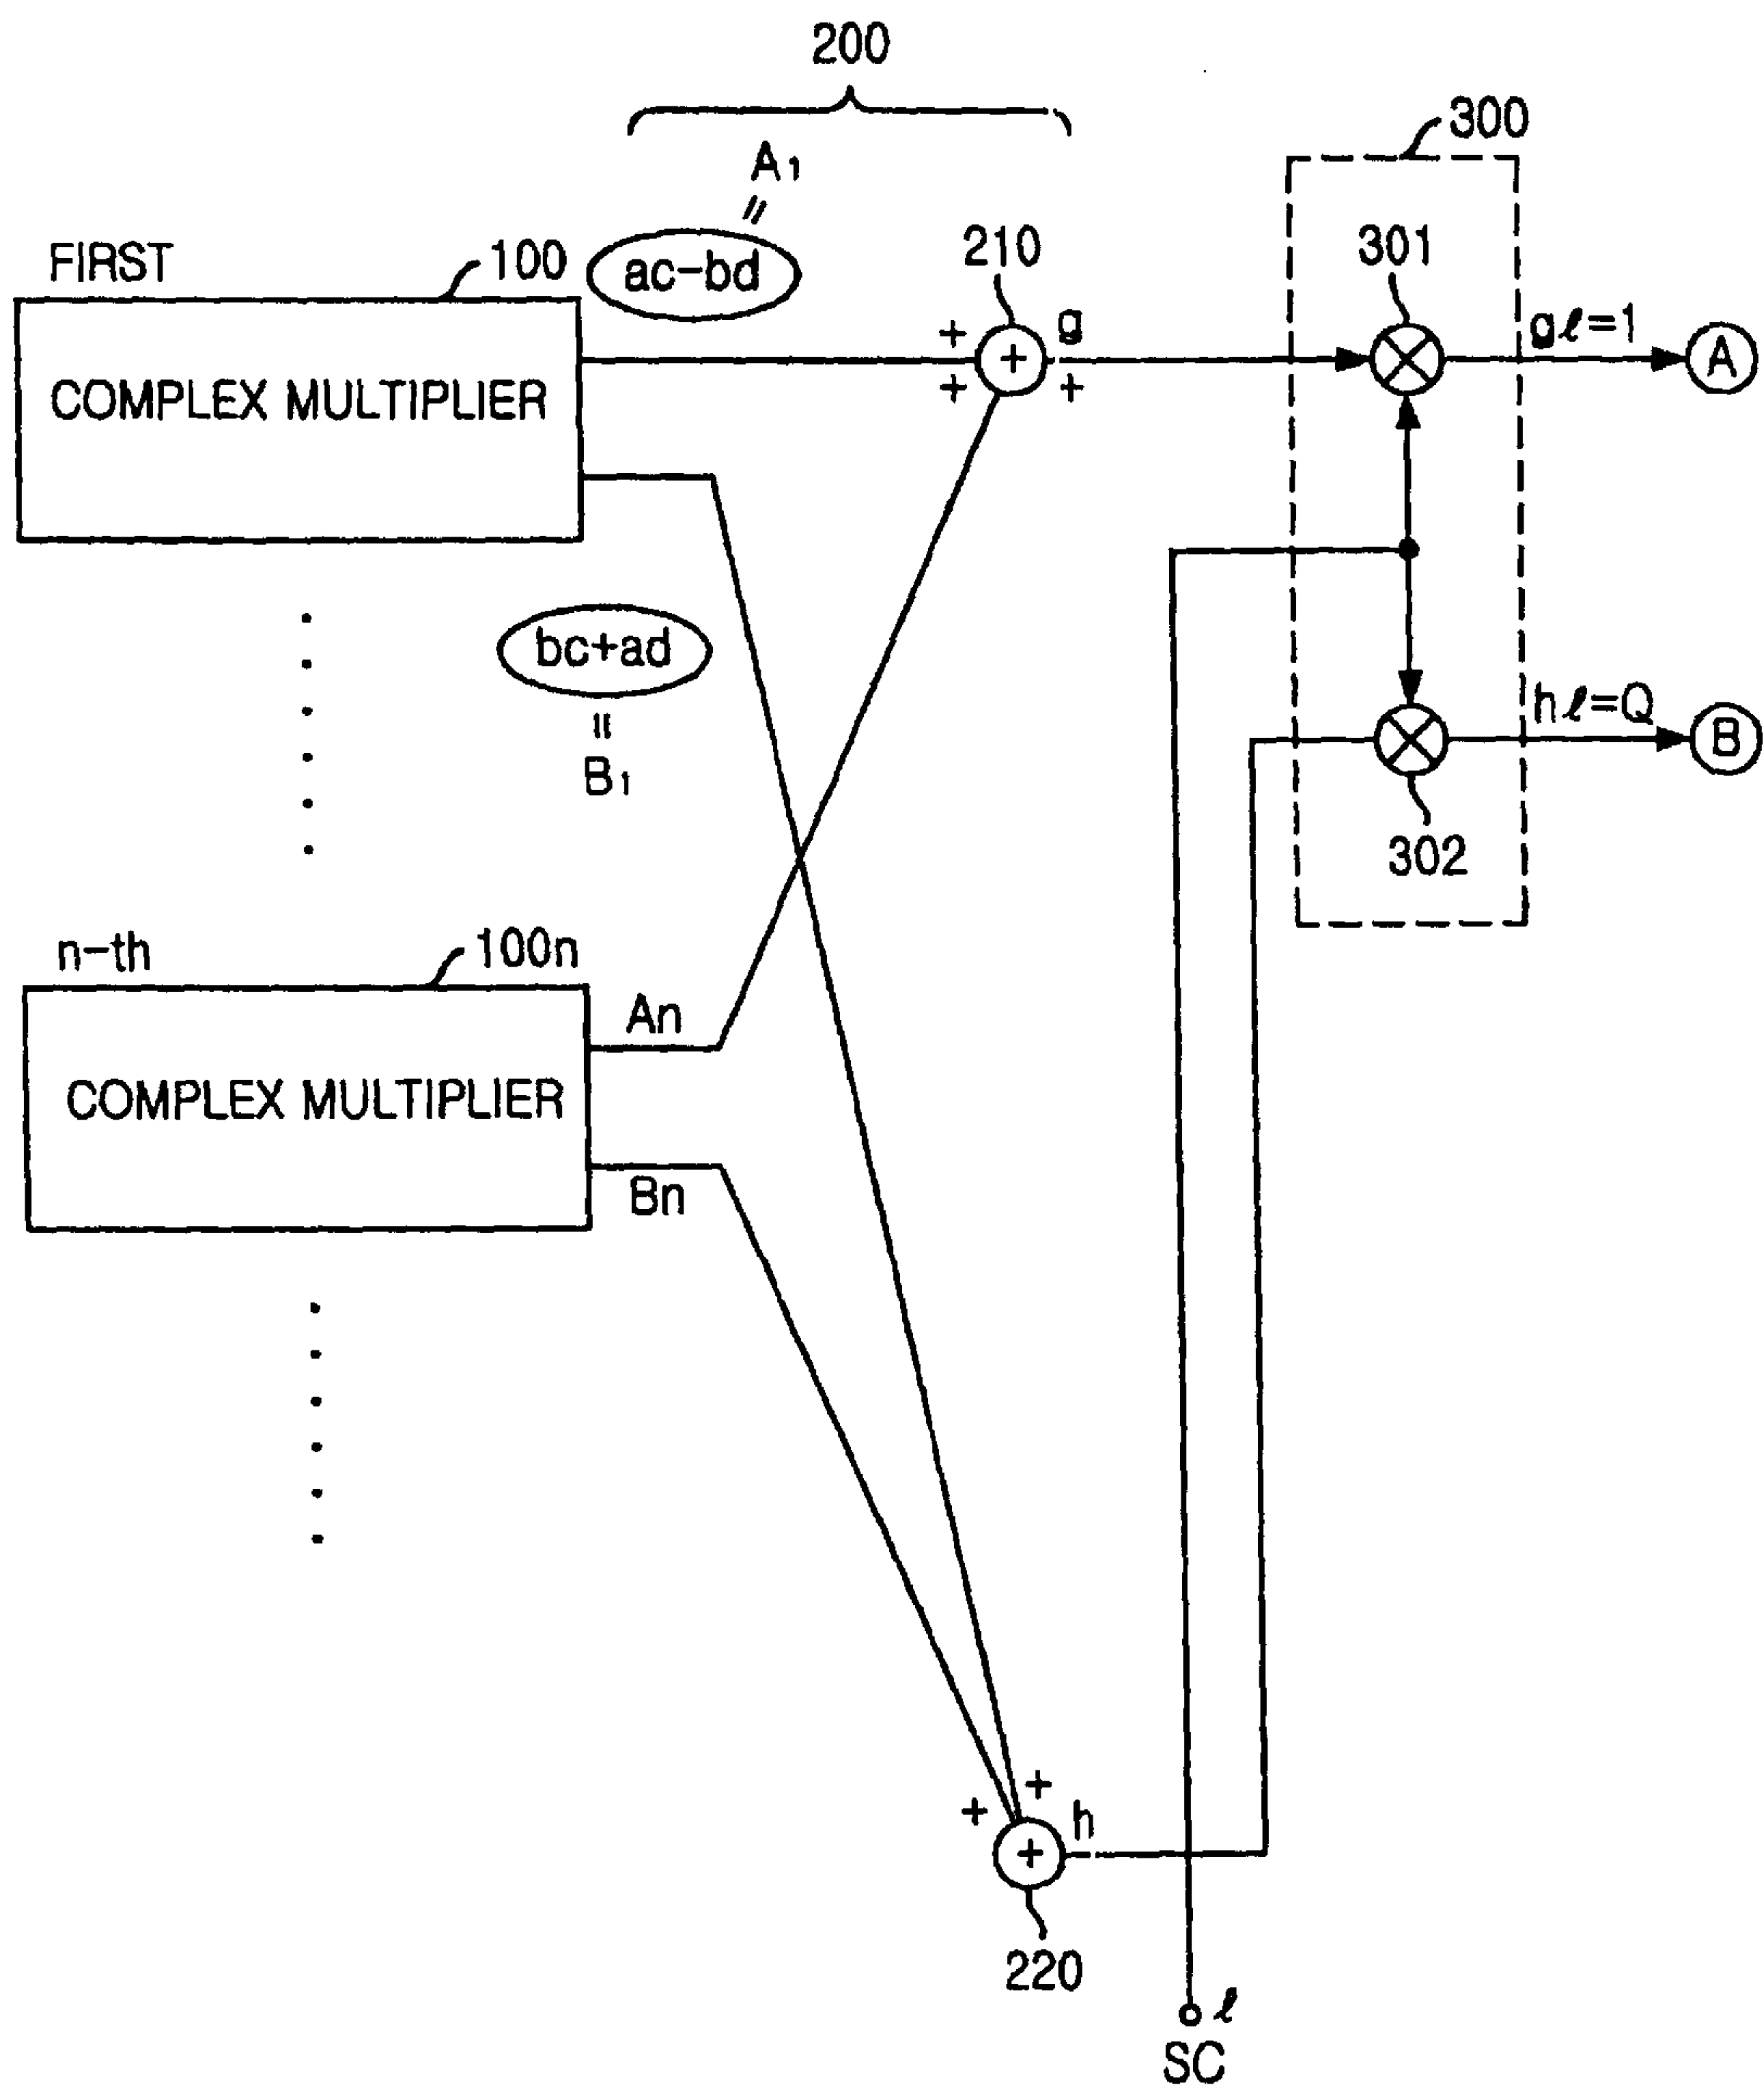 200
A1
=
300
FIRST
100
ac-bd
210
301
+
g
gℓ=1
COMPLEX MULTIPLIER
+
+
+
A
bc+ad
=
B1
hℓ=Q
B
302
n-th
100n
An
COMPLEX MULTIPLIER
Bn
+
+
h
+
220
ℓ
SC